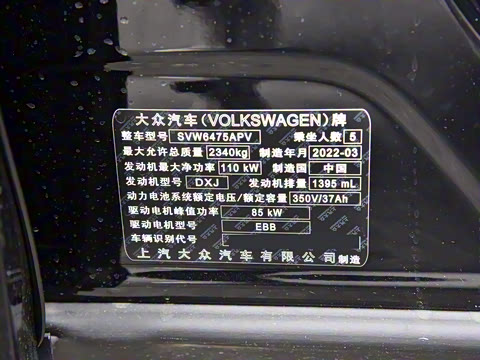 大众汽车(VOLKSWAGEN)牌
整车型号 SVW6475APV 乘坐人数 5
最大允许总质量 2340kg 制造年月 2022-03
发动机最大净功率 110 kW 制造国 中国
发动机型号 DXJ 发动机排量 1395 mL
动力电池系统额定电压/额定容量 350V/37Ah
驱动电机峰值功率 85 kW
驱动电机型号 EBB
车辆识别代号
上汽大众汽车有限公司制造